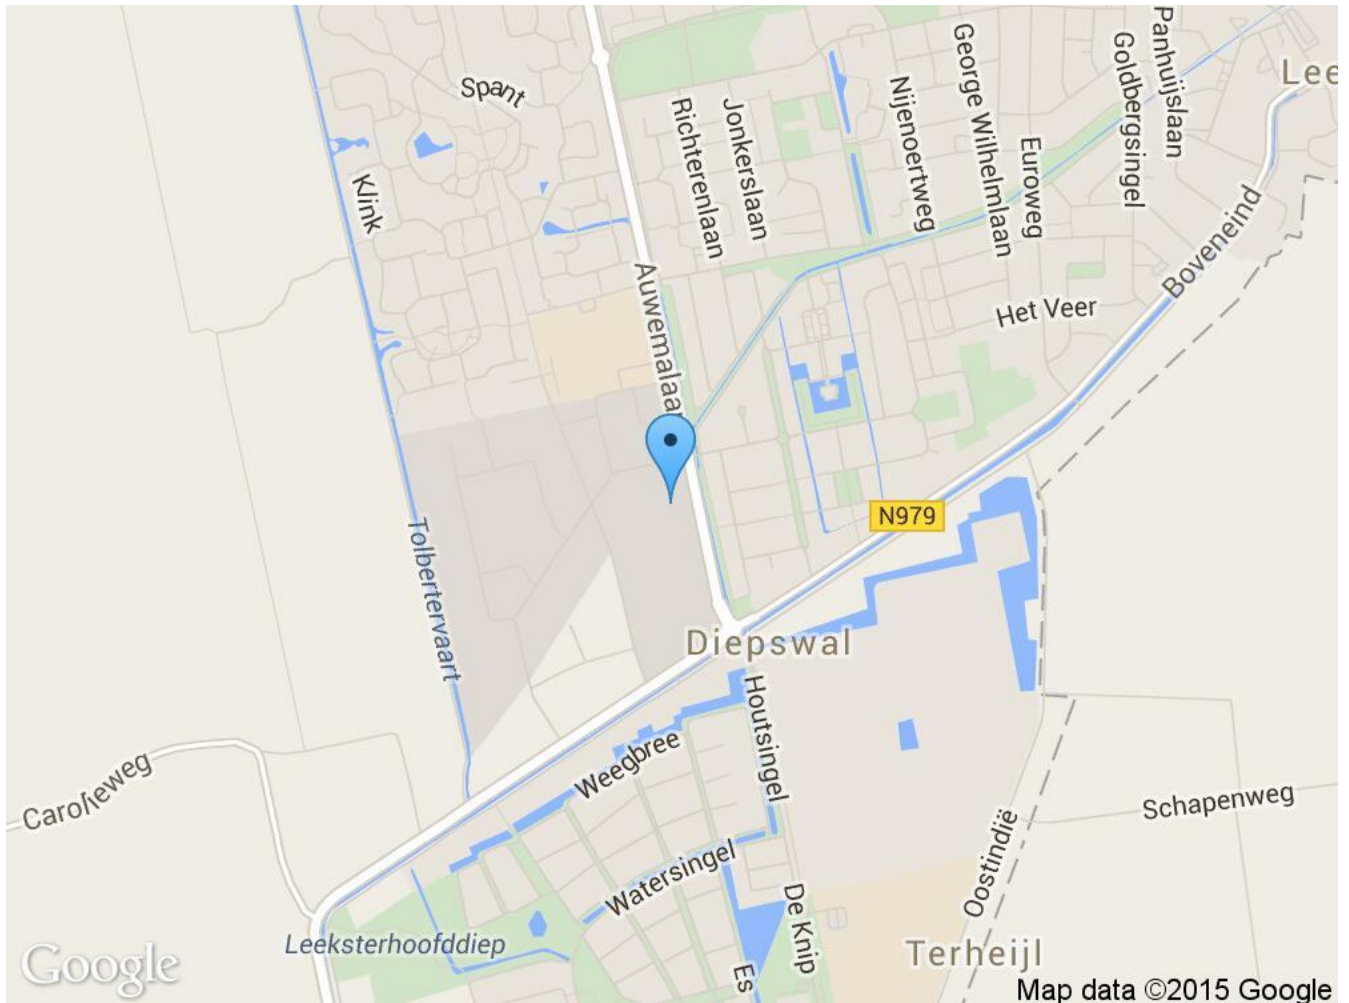 Spant
Klink
Richterenlaan
Jonkerslaan
Nijenoertweg
George Wilhelmlaan
Euroweg
Goldbergsingel
Panhuijslaan
Lee
Boveneind
Het Veer
Auwemalaan
N979
Tolbertervaart
Diepswal
Houtsingel
Weegbree
Carolieweg
Schapenweg
Oostindië
Watersingel
De Knip
Es
Leeksterhoofddiep
Terheijl
Google
Map data ©2015 Google